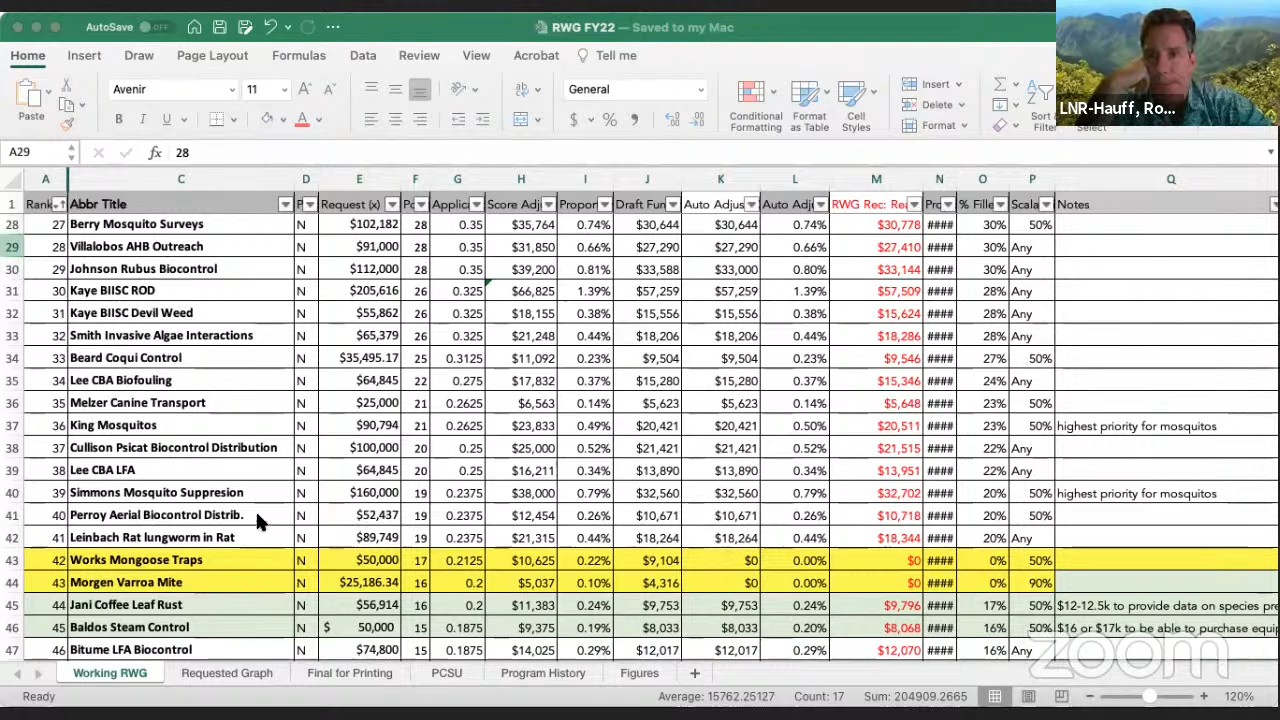 AutoSave OFF RWG FY22 — Saved to my Mac
Home Insert Draw Page Layout Formulas Data Review View Acrobat Tell me
Paste Avenir 11 General Conditional Formatting Format as Table Cell Styles Insert Delete Format Sort Filter Select
LNR-Hauff, Ro...
A29 fx 28
A C D E F G H I J K L M N O P Q
1 Rank Abbr Title P Request (x) Po Applica Score Adj Propor Draft Fun Auto Adjus Auto Adj RWG Rec: Re Pro % Fille Scala Notes
28 27 Berry Mosquito Surveys N $102,182 28 0.35 $35,764 0.74% $30,644 $30,644 0.74% $30,778 #### 30% 50%
29 28 Villalobos AHB Outreach N $91,000 28 0.35 $31,850 0.66% $27,290 $27,290 0.66% $27,410 #### 30% Any
30 29 Johnson Rubus Biocontrol N $112,000 28 0.35 $39,200 0.81% $33,588 $33,000 0.80% $33,144 #### 30% Any
31 30 Kaye BIISC ROD N $205,616 26 0.325 $66,825 1.39% $57,259 $57,259 1.39% $57,509 #### 28% Any
32 31 Kaye BIISC Devil Weed N $55,862 26 0.325 $18,155 0.38% $15,556 $15,556 0.38% $15,624 #### 28% Any
33 32 Smith Invasive Algae Interactions N $65,379 26 0.325 $21,248 0.44% $18,206 $18,206 0.44% $18,286 #### 28% Any
34 33 Beard Coqui Control N $35,495.17 25 0.3125 $11,092 0.23% $9,504 $9,504 0.23% $9,546 #### 27% 50%
35 34 Lee CBA Biofouling N $64,845 22 0.275 $17,832 0.37% $15,280 $15,280 0.37% $15,346 #### 24% Any
36 35 Melzer Canine Transport N $25,000 21 0.2625 $6,563 0.14% $5,623 $5,623 0.14% $5,648 #### 23% 50%
37 36 King Mosquitos N $90,794 21 0.2625 $23,833 0.49% $20,421 $20,421 0.50% $20,511 #### 23% 50% highest priority for mosquitos
38 37 Cullison Psicat Biocontrol Distribution N $100,000 20 0.25 $25,000 0.52% $21,421 $21,421 0.52% $21,515 #### 22% Any
39 38 Lee CBA LFA N $64,845 20 0.25 $16,211 0.34% $13,890 $13,890 0.34% $13,951 #### 22% Any
40 39 Simmons Mosquito Suppresion N $160,000 19 0.2375 $38,000 0.79% $32,560 $32,560 0.79% $32,702 #### 20% 50% highest priority for mosquitos
41 40 Perroy Aerial Biocontrol Distrib. N $52,437 19 0.2375 $12,454 0.26% $10,671 $10,671 0.26% $10,718 #### 20% 50%
42 41 Leinbach Rat lungworm in Rat N $89,749 19 0.2375 $21,315 0.44% $18,264 $18,264 0.44% $18,344 #### 20% Any
43 42 Works Mongoose Traps N $50,000 17 0.2125 $10,625 0.22% $9,104 $0 0.00% $0 #### 0% 50%
44 43 Morgen Varroa Mite N $25,186.34 16 0.2 $5,037 0.10% $4,316 $0 0.00% $0 #### 0% 90%
45 44 Jani Coffee Leaf Rust N $56,914 16 0.2 $11,383 0.24% $9,753 $9,753 0.24% $9,796 #### 17% 50% $12-12.5k to provide data on species pre
46 45 Baldos Steam Control N $ 50,000 15 0.1875 $9,375 0.19% $8,033 $8,033 0.20% $8,068 #### 16% 50% $16 or $17k to be able to purchase equip
47 46 Bitume LFA Biocontrol N $74,800 15 0.1875 $14,025 0.29% $12,017 $12,017 0.29% $12,070 #### 16% Any
zoom
Working RWG Requested Graph Final for Printing PCSU Program History Figures
Ready Average: 15762.25127 Count: 17 Sum: 204909.2665 120%